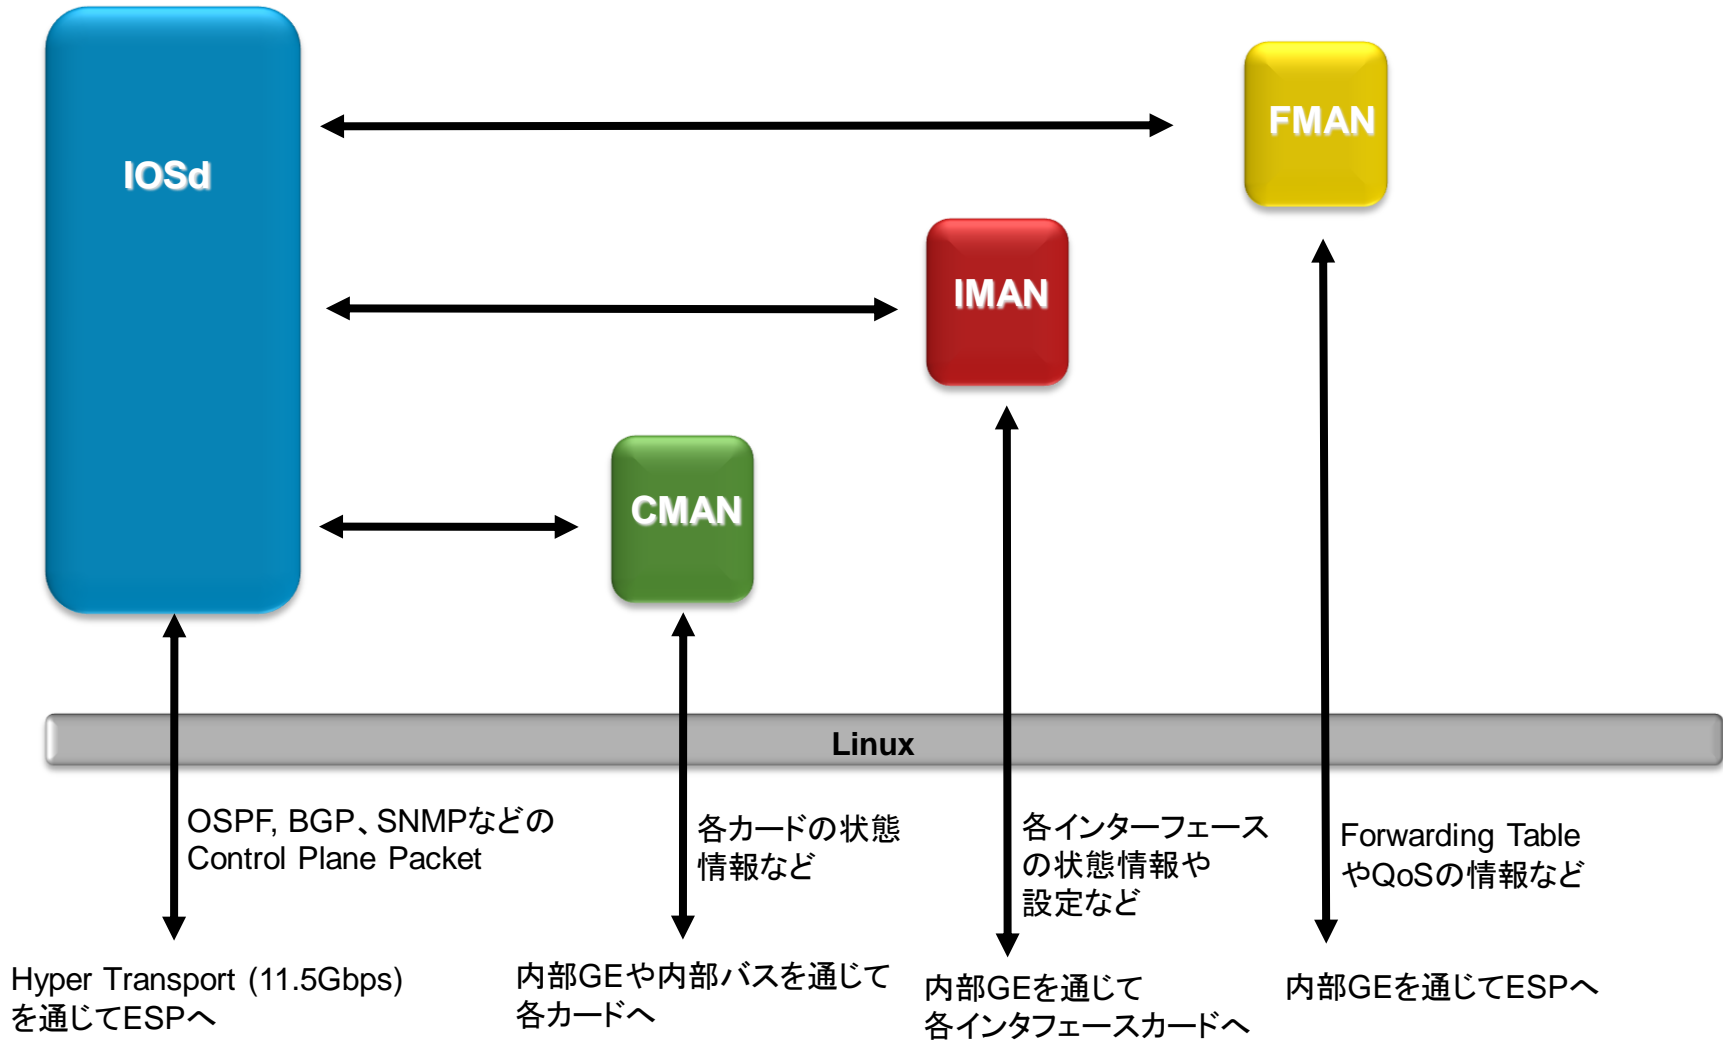 IOSd
FMAN
IMAN
CMAN
Linux
OSPF, BGP、SNMPなどの
Control Plane Packet
各カードの状態
情報など
各インターフェース
の状態情報や
設定など
Forwarding Table
やQoSの情報など
Hyper Transport (11.5Gbps)
を通じてESPへ
内部GEや内部バスを通じて
各カードへ
内部GEを通じて
各インタフェースカードへ
内部GEを通じてESPへ